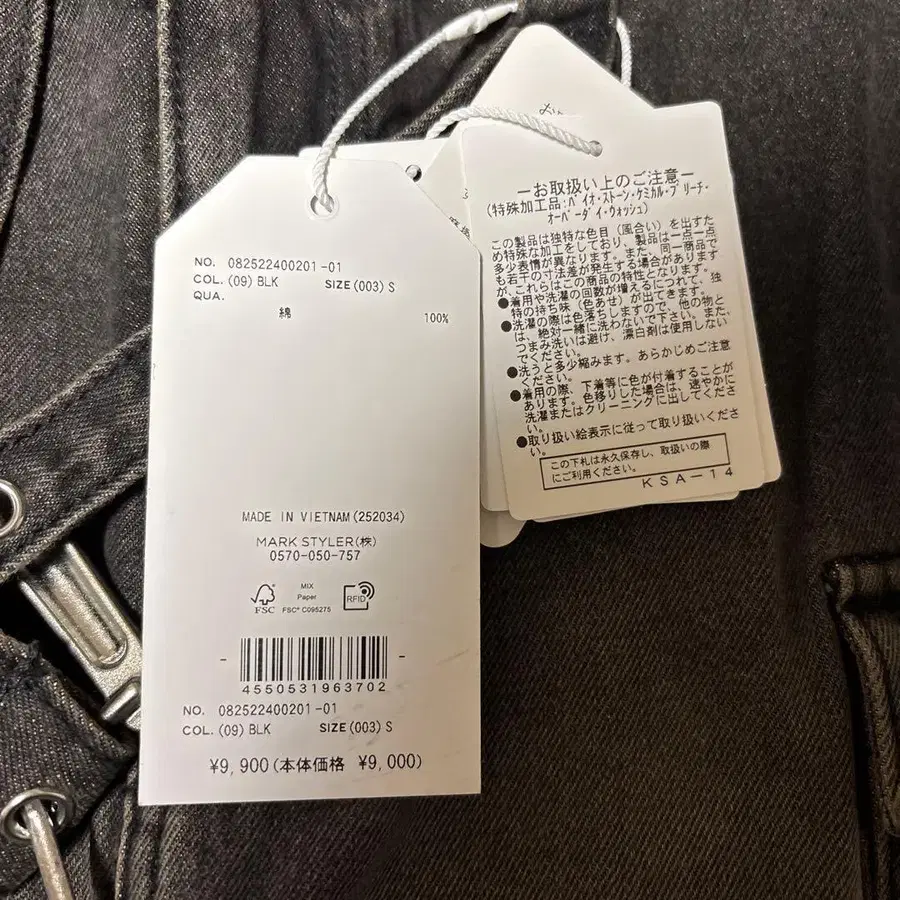 NO. 082522400201-01
COL. (09) BLK SIZE (003) S
QUA.
綿 100%
MADE IN VIETNAM (252034)
MARK STYLER(株)
0570-050-757
FSC
MIX
Paper
FSC® C095275
RFID
4550531963702
NO. 082522400201-01
COL. (09) BLK SIZE (003) S
¥9,900(本体価格 ¥9,000)
ーお取扱い上のご注意ー
(特殊加工品:バイオ・ストーン・ケミカル・ブリーチ・
オーバーダイ・ウォッシュ)
この製品は独特な色目(風合い)を出すた
め特殊な加工をしており、製品は一点一点
多少表情が異なります。また、同一商品で
も若干の寸法差が発生する場合があります
が、これらはこの商品の特性となります。
●着用や洗濯の回数が増えるにつれて、独
特の持ち味(色あせ)が出てきます。
●洗濯の際は色落ちしますので、他の物と
は、絶対一緒に洗わないで下さい。また、
つまみ洗いは避け、漂白剤は使用しない
でください。
●洗うと多少縮みます。あらかじめご注意
ください。
●着用の際、下着等に色が付着することが
あります。色移りした場合は、速やかに
洗濯またはクリーニングに出してくださ
い。
●取り扱い絵表示に従って取り扱いくださ
い。
この下札は永久保存し、取扱いの際
にご利用ください。
KSA-14